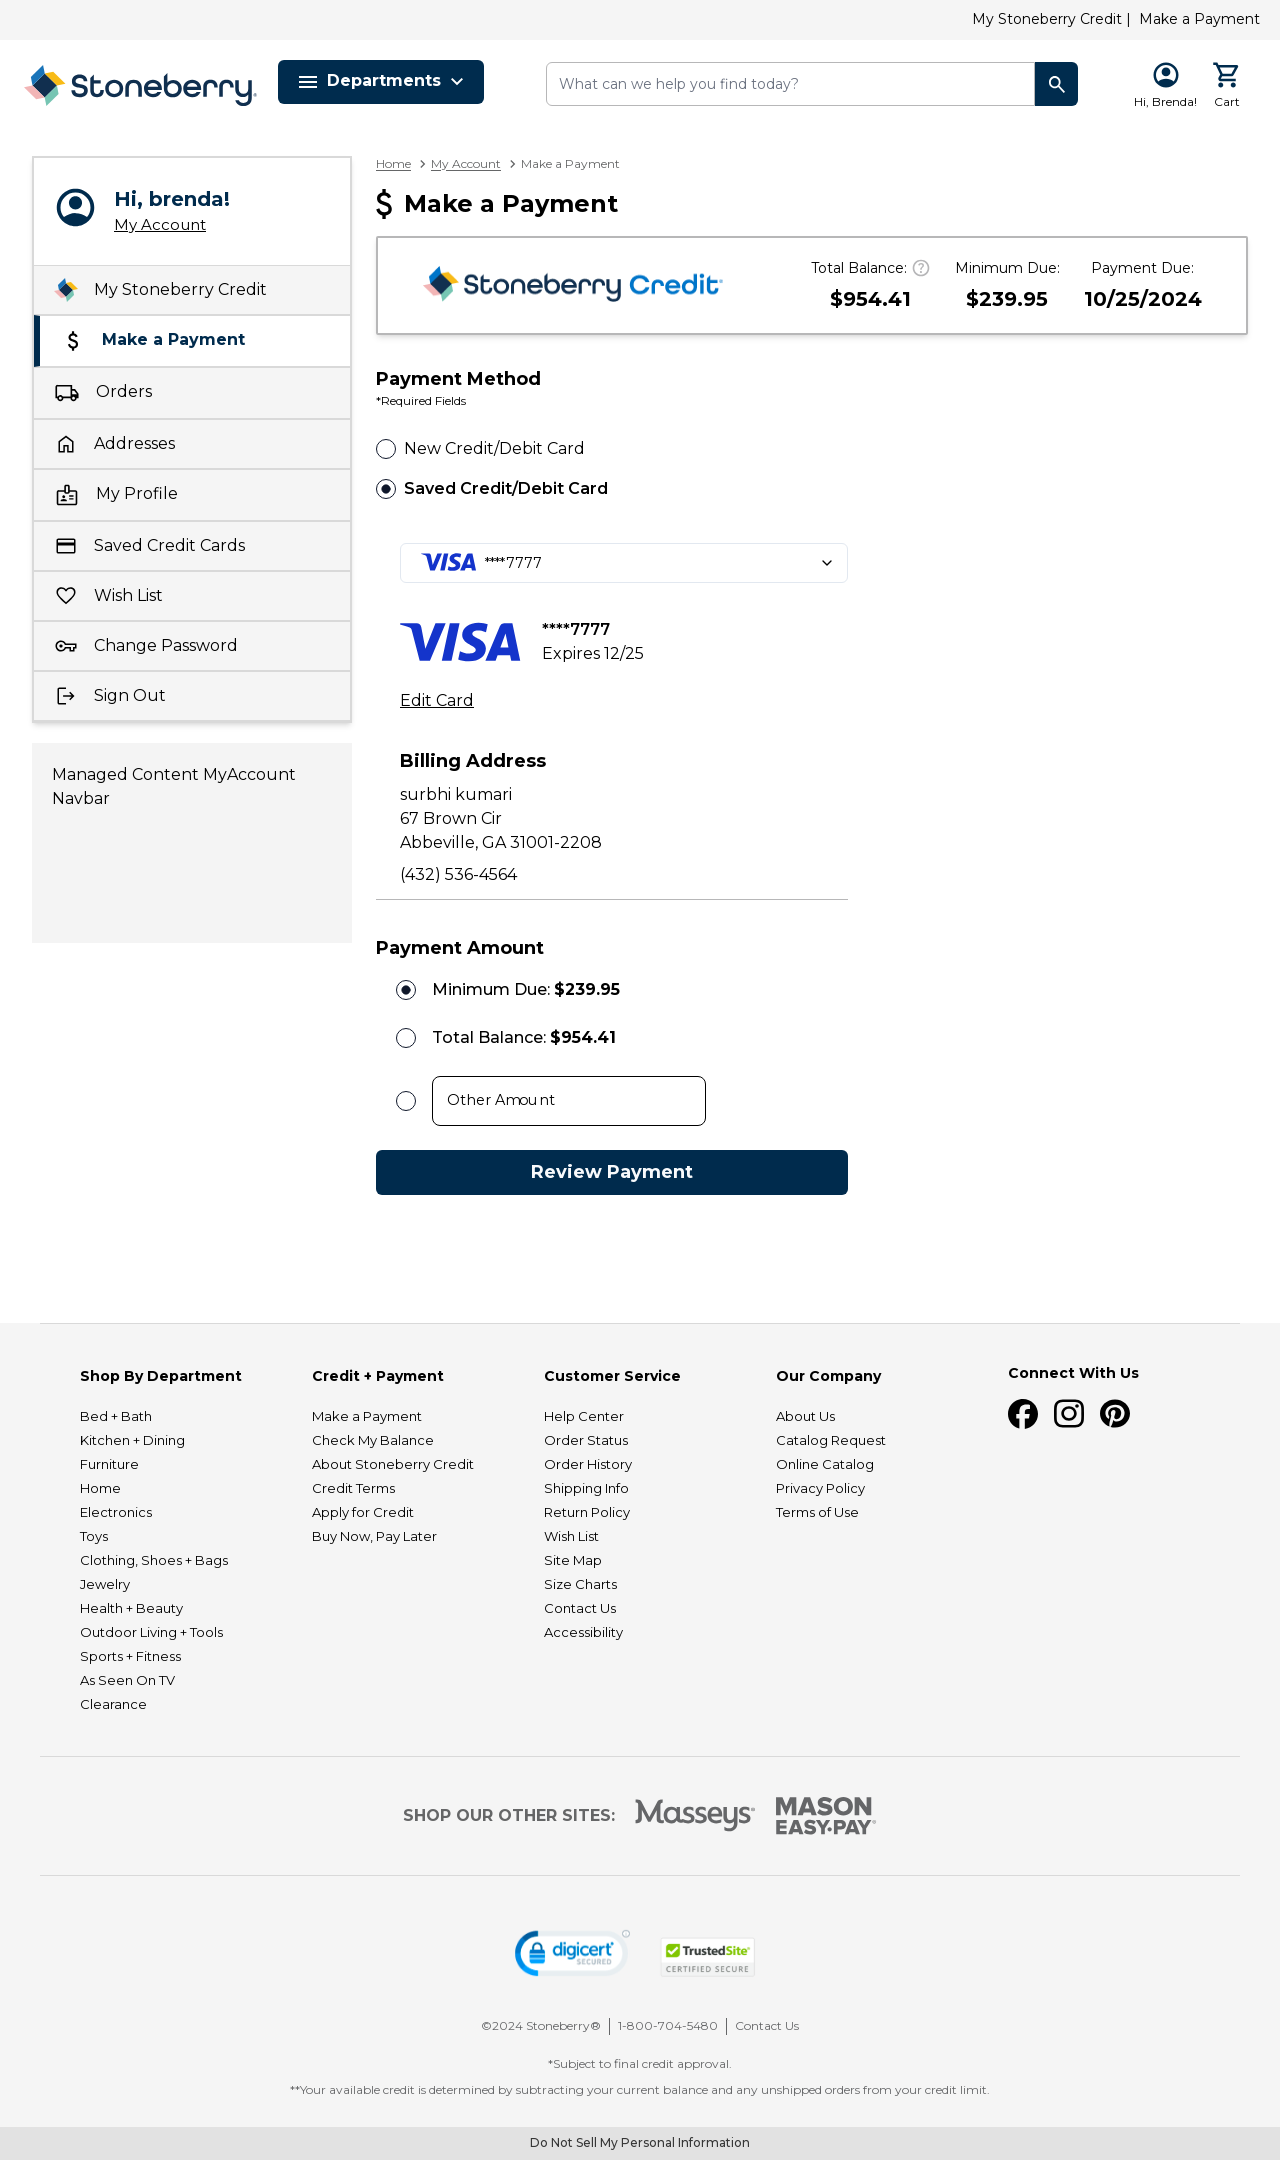 My Stoneberry Credit | Make a Payment
Stoneberry
Departments
What can we help you find today?
Hi, Brenda!
Cart
Hi, brenda!
My Account
My Stoneberry Credit
Make a Payment
Orders
Addresses
My Profile
Saved Credit Cards
Wish List
Change Password
Sign Out
Managed Content MyAccount
Navbar
Home > My Account > Make a Payment
$ Make a Payment
Stoneberry Credit
Total Balance: ?
$954.41
Minimum Due:
$239.95
Payment Due:
10/25/2024
Payment Method
*Required Fields
New Credit/Debit Card
Saved Credit/Debit Card
VISA ****7777
VISA
****7777
Expires 12/25
Edit Card
Billing Address
surbhi kumari
67 Brown Cir
Abbeville, GA 31001-2208
(432) 536-4564
Payment Amount
Minimum Due: $239.95
Total Balance: $954.41
Other Amount
Review Payment
Shop By Department
Bed + Bath
Kitchen + Dining
Furniture
Home
Electronics
Toys
Clothing, Shoes + Bags
Jewelry
Health + Beauty
Outdoor Living + Tools
Sports + Fitness
As Seen On TV
Clearance
Credit + Payment
Make a Payment
Check My Balance
About Stoneberry Credit
Credit Terms
Apply for Credit
Buy Now, Pay Later
Customer Service
Help Center
Order Status
Order History
Shipping Info
Return Policy
Wish List
Site Map
Size Charts
Contact Us
Accessibility
Our Company
About Us
Catalog Request
Online Catalog
Privacy Policy
Terms of Use
Connect With Us
SHOP OUR OTHER SITES:
Masseys®
MASON
EASY•PAY®
digicert
SECURED
TrustedSite
CERTIFIED SECURE
©2024 Stoneberry® | 1-800-704-5480 | Contact Us
*Subject to final credit approval.
**Your available credit is determined by subtracting your current balance and any unshipped orders from your credit limit.
Do Not Sell My Personal Information